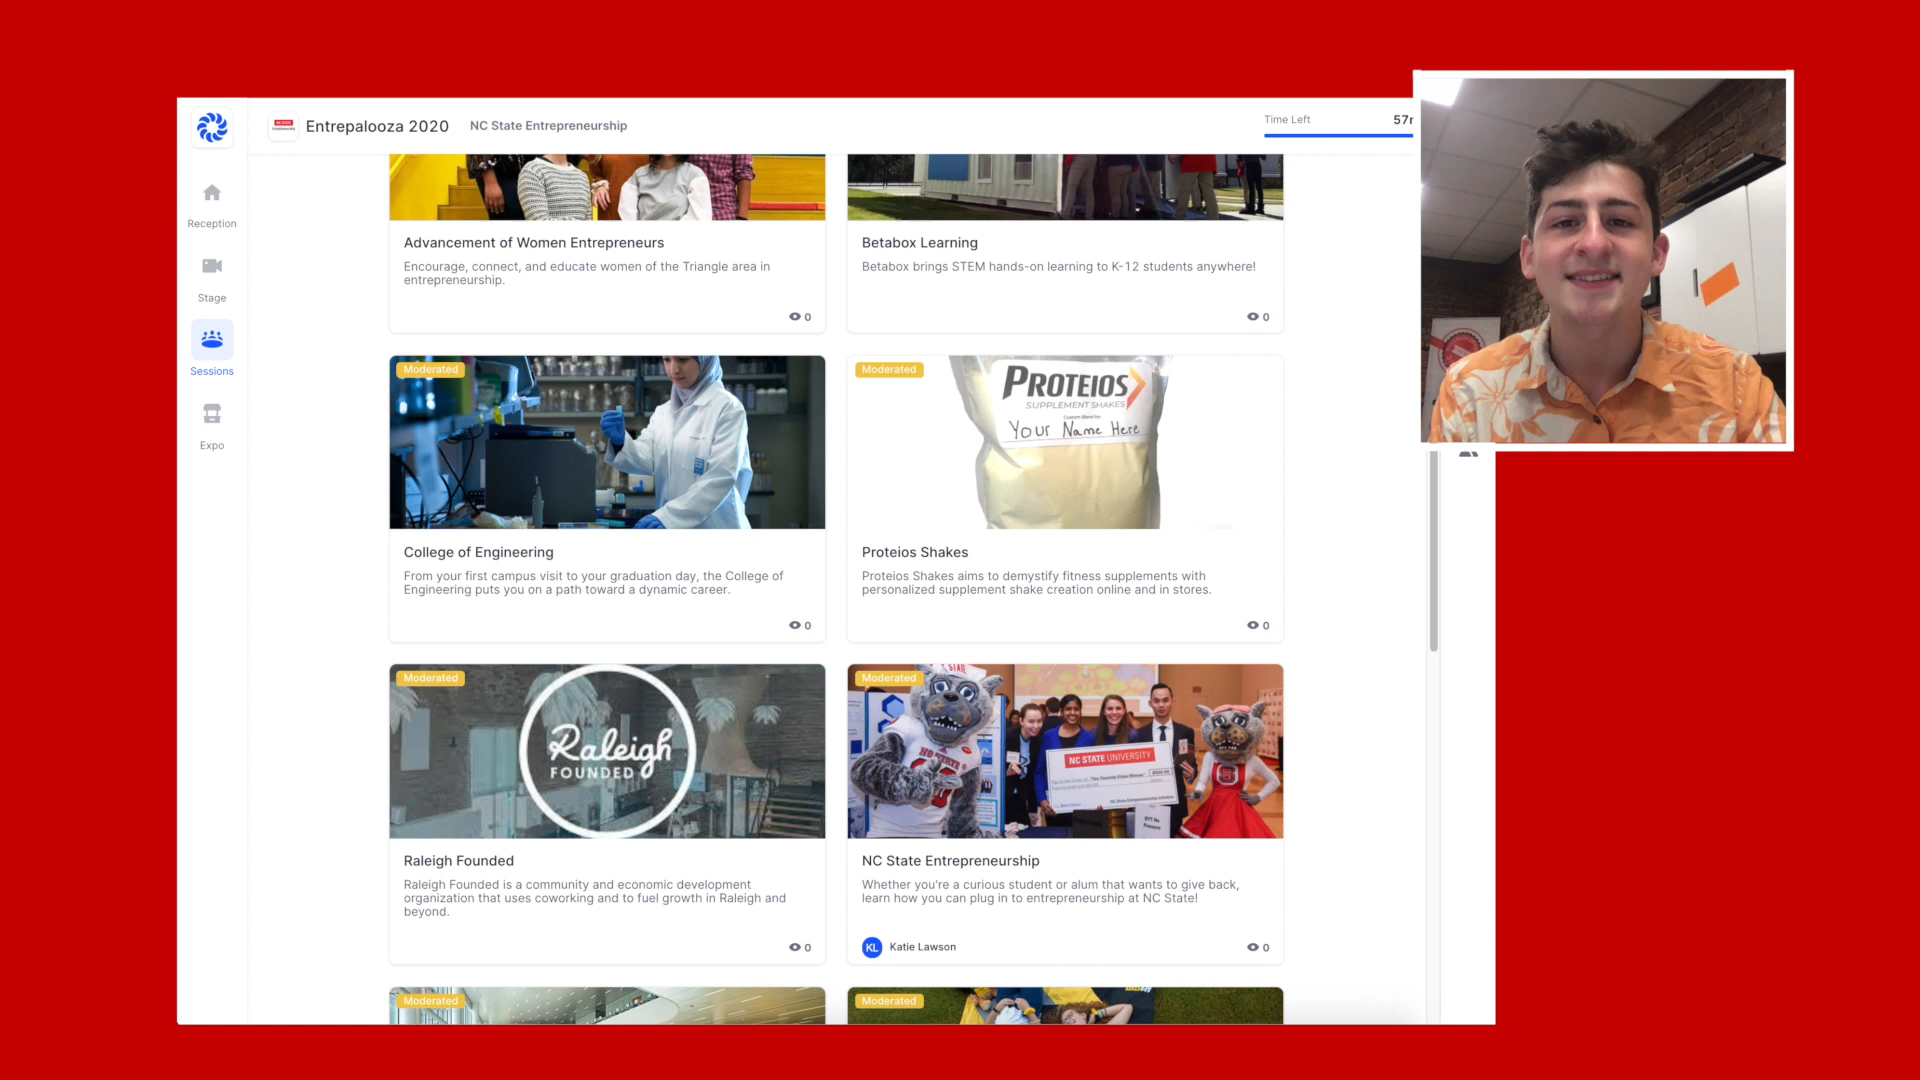 Entrepalooza 2020
NC State Entrepreneurship
Time Left
57
Reception
Stage
Sessions
Expo
Advancement of Women Entrepreneurs
Encourage, connect, and educate women of the Triangle area in
entrepreneurship.
0
Betabox Learning
Betabox brings STEM hands-on learning to K-12 students anywhere!
0
Moderated
College of Engineering
From your first campus visit to your graduation day, the College of
Engineering puts you on a path toward a dynamic career.
0
Moderated
PROTEIOS
SUPPLEMENT SHAKES
Custom Blend for
Your Name Here
Proteios Shakes
Proteios Shakes aims to demystify fitness supplements with
personalized supplement shake creation online and in stores.
0
Moderated
Raleigh
FOUNDED
Raleigh Founded
Raleigh Founded is a community and economic development
organization that uses coworking and to fuel growth in Raleigh and
beyond.
0
Moderated
STATE
NC STATE
NC STATE UNIVERSITY
NC State Entrepreneurship
Whether you're a curious student or alum that wants to give back,
learn how you can plug in to entrepreneurship at NC State!
KL
Katie Lawson
0
Moderated
Moderated